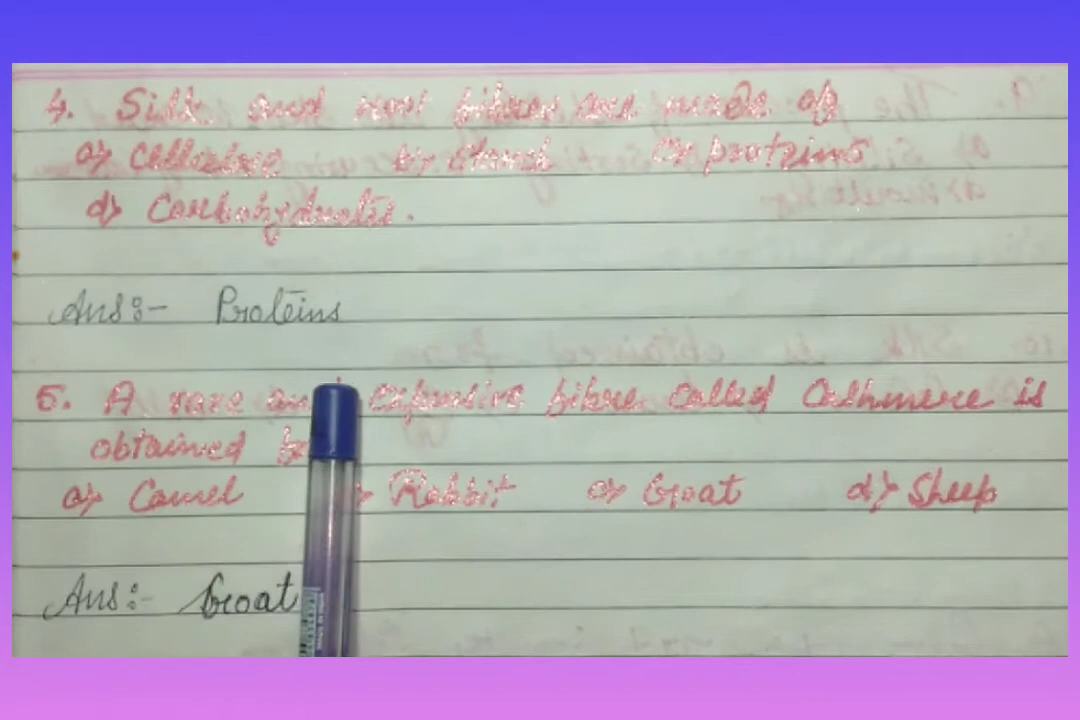 4. Silk and wool fibres are made of
a) Cellulose b) Starch c) proteins
d) Carbohydrates.
Ans:- Proteins
5. A rare and expensive fibre called Cashmere is
obtained
a) Camel Rabbit c) Goat d) Sheep
Ans:- Goat